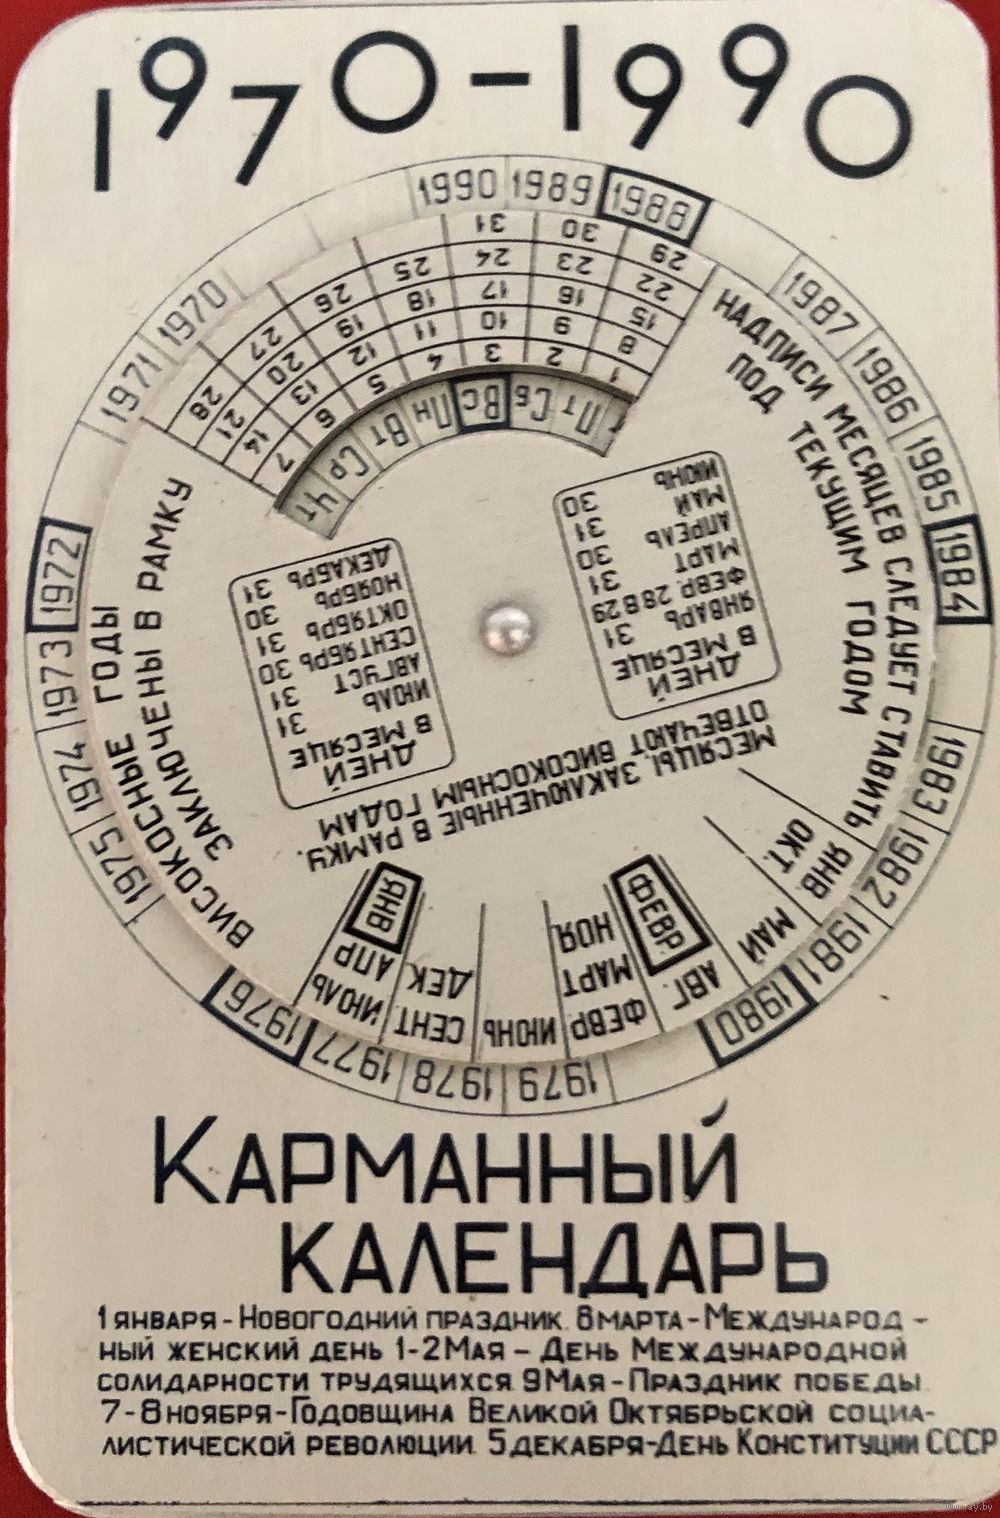 1970-1990
1990 1989 1988
1987
1986
1985
1984
1983
1982
1981
1980
1979
1978
1977
1976
1975
1974
1973
1972
1971
1970
1 8 15 22 29
2 9 16 23 30
3 10 17 24 31
4 11 18 25
5 12 19 26
6 13 20 27
7 14 21 28
Чт Ср Вт Пн Вс Сб Пт
НАДПИСИ МЕСЯЦЕВ СЛЕДУЕТ СТАВИТЬ
ПОД ТЕКУЩИМ ГОДОМ
ВИСОКОСНЫЕ ГОДЫ
ЗАКЛЮЧЕНЫ В РАМКУ
МЕСЯЦЫ, ЗАКЛЮЧЕННЫЕ В РАМКУ,
ОТВЕЧАЮТ ВИСОКОСНЫМ ГОДАМ
ДНЕЙ
В МЕСЯЦЕ
ЯНВАРЬ 31
ФЕВР. 28 В 29
МАРТ 31
АПРЕЛЬ 30
МАЙ 31
ИЮНЬ 30
ДНЕЙ
В МЕСЯЦЕ
ИЮЛЬ 31
АВГУСТ 31
СЕНТЯБРЬ 30
ОКТЯБРЬ 31
НОЯБРЬ 30
ДЕКАБРЬ 31
ЯНВ. ОКТ.
МАЙ
АВГ. ФЕВР.
ФЕВР МАРТ НОЯ
ИЮНЬ
СЕНТ ДЕК.
ИЮЛЬ АПР ЯНВ
КАРМАННЫЙ
КАЛЕНДАРЬ
1 ЯНВАРЯ - НОВОГОДНИЙ ПРАЗДНИК. 8 МАРТА - МЕЖДУНАРОД-
НЫЙ ЖЕНСКИЙ ДЕНЬ 1-2 МАЯ - ДЕНЬ МЕЖДУНАРОДНОЙ
СОЛИДАРНОСТИ ТРУДЯЩИХСЯ. 9 МАЯ - ПРАЗДНИК ПОБЕДЫ.
7-8 НОЯБРЯ - ГОДОВЩИНА ВЕЛИКОЙ ОКТЯБРЬСКОЙ СОЦИА-
ЛИСТИЧЕСКОЙ РЕВОЛЮЦИИ. 5 ДЕКАБРЯ - ДЕНЬ КОНСТИТУЦИИ СССР